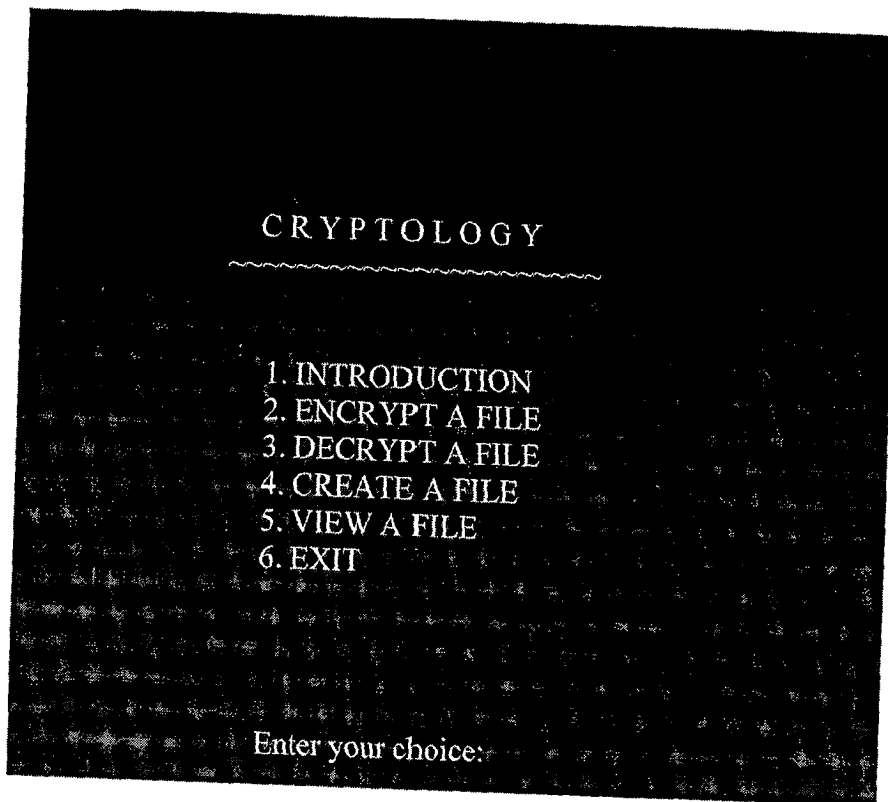 C R Y P T O L O G Y
~~~~~~~~~~~~~~~~~~~~~~~~
1. INTRODUCTION
2. ENCRYPT A FILE
3. DECRYPT A FILE
4. CREATE A FILE
5. VIEW A FILE
6. EXIT
Enter your choice: